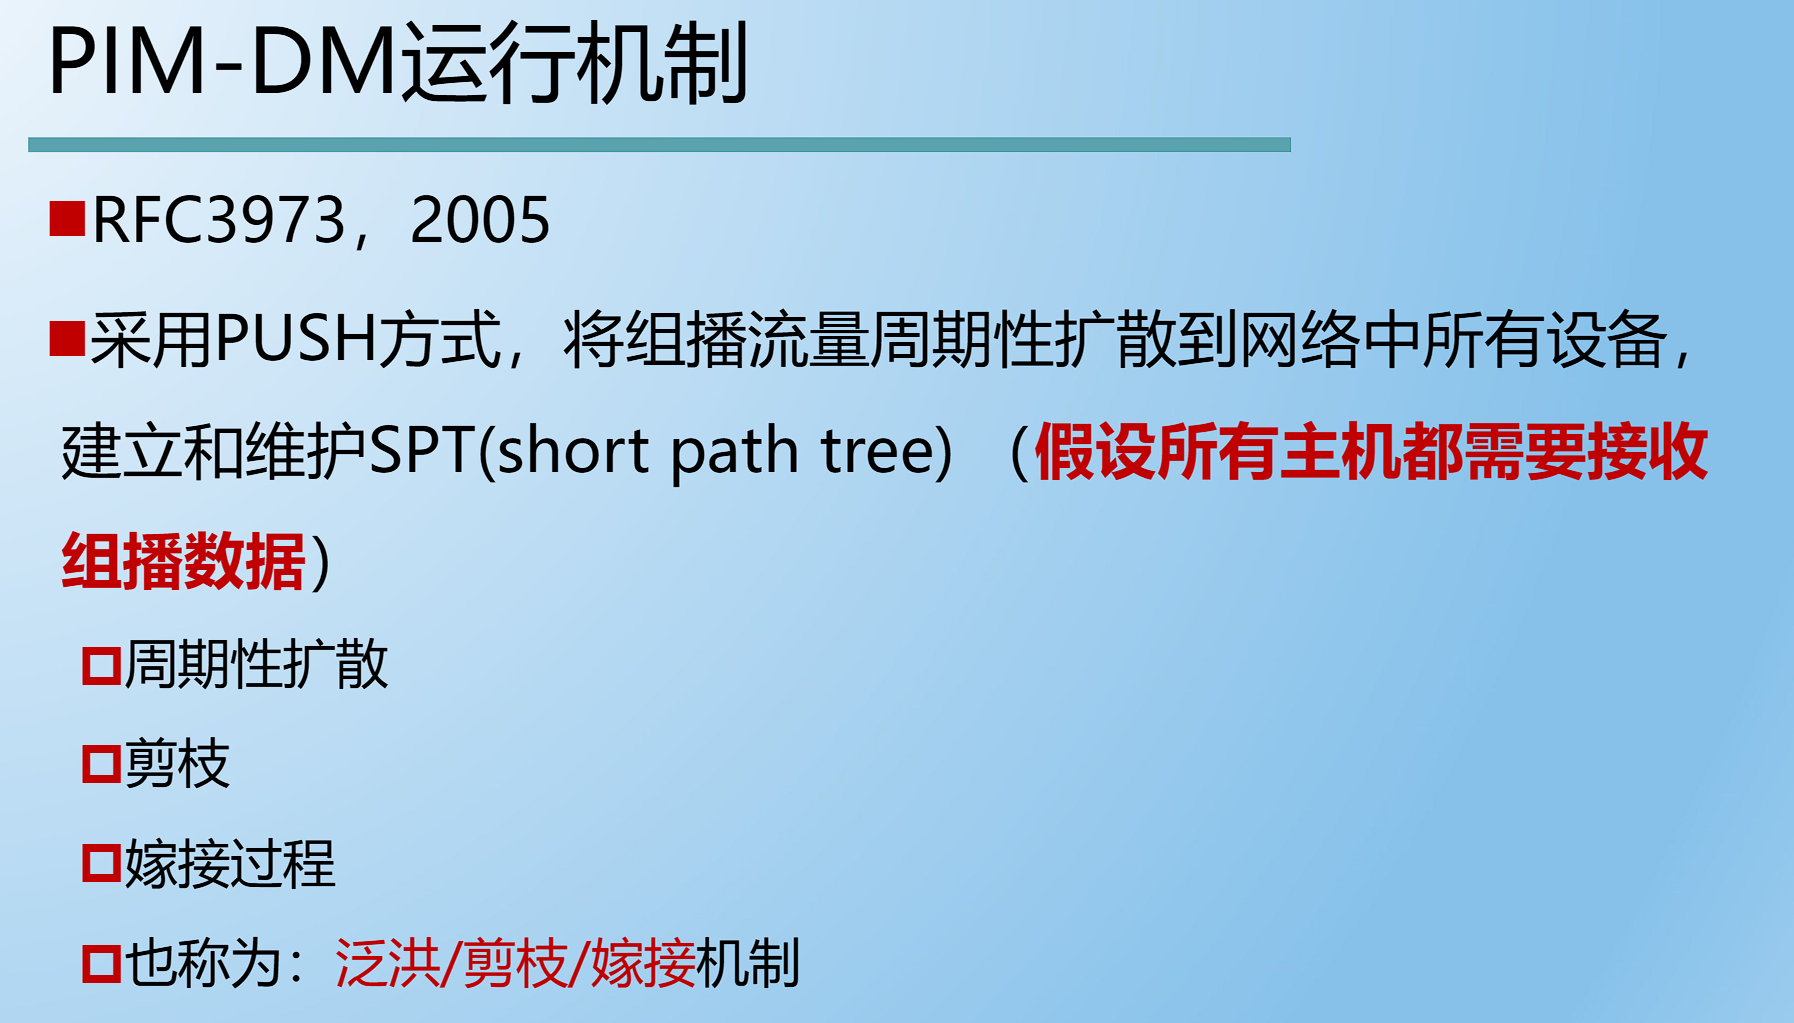 PIM-DM运行机制
RFC3973，2005
采用PUSH方式，将组播流量周期性扩散到网络中所有设备，
建立和维护SPT(short path tree) （假设所有主机都需要接收
组播数据）
周期性扩散
剪枝
嫁接过程
也称为：泛洪/剪枝/嫁接机制